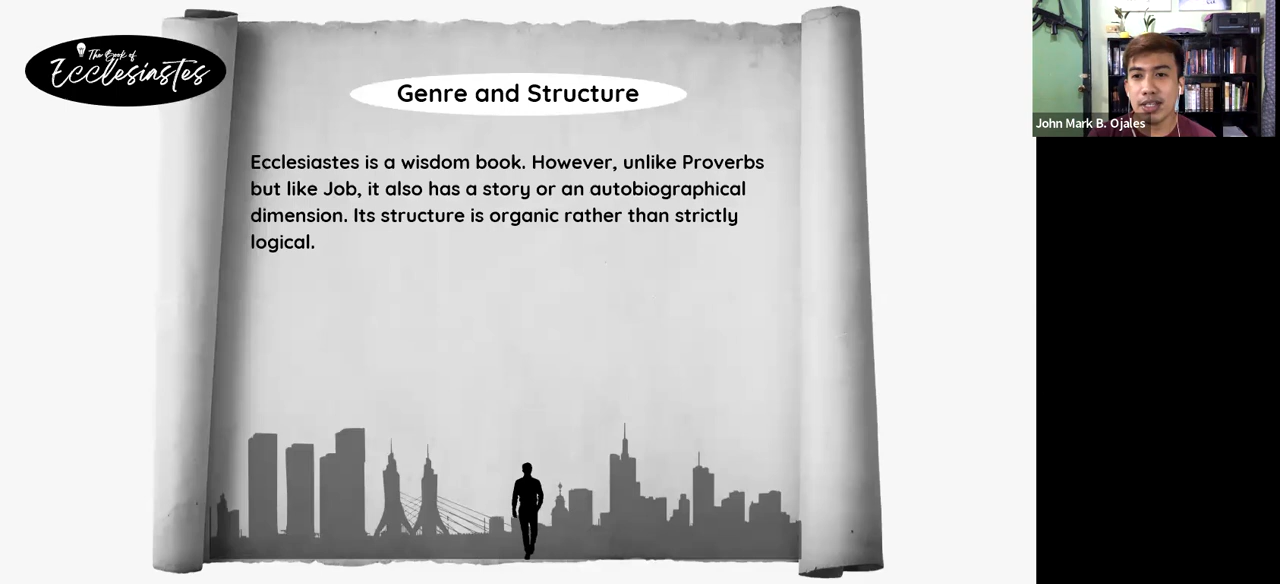 The Book of
Ecclesiastes
Genre and Structure
Ecclesiastes is a wisdom book. However, unlike Proverbs
but like Job, it also has a story or an autobiographical
dimension. Its structure is organic rather than strictly
logical.
John Mark B. Ojales